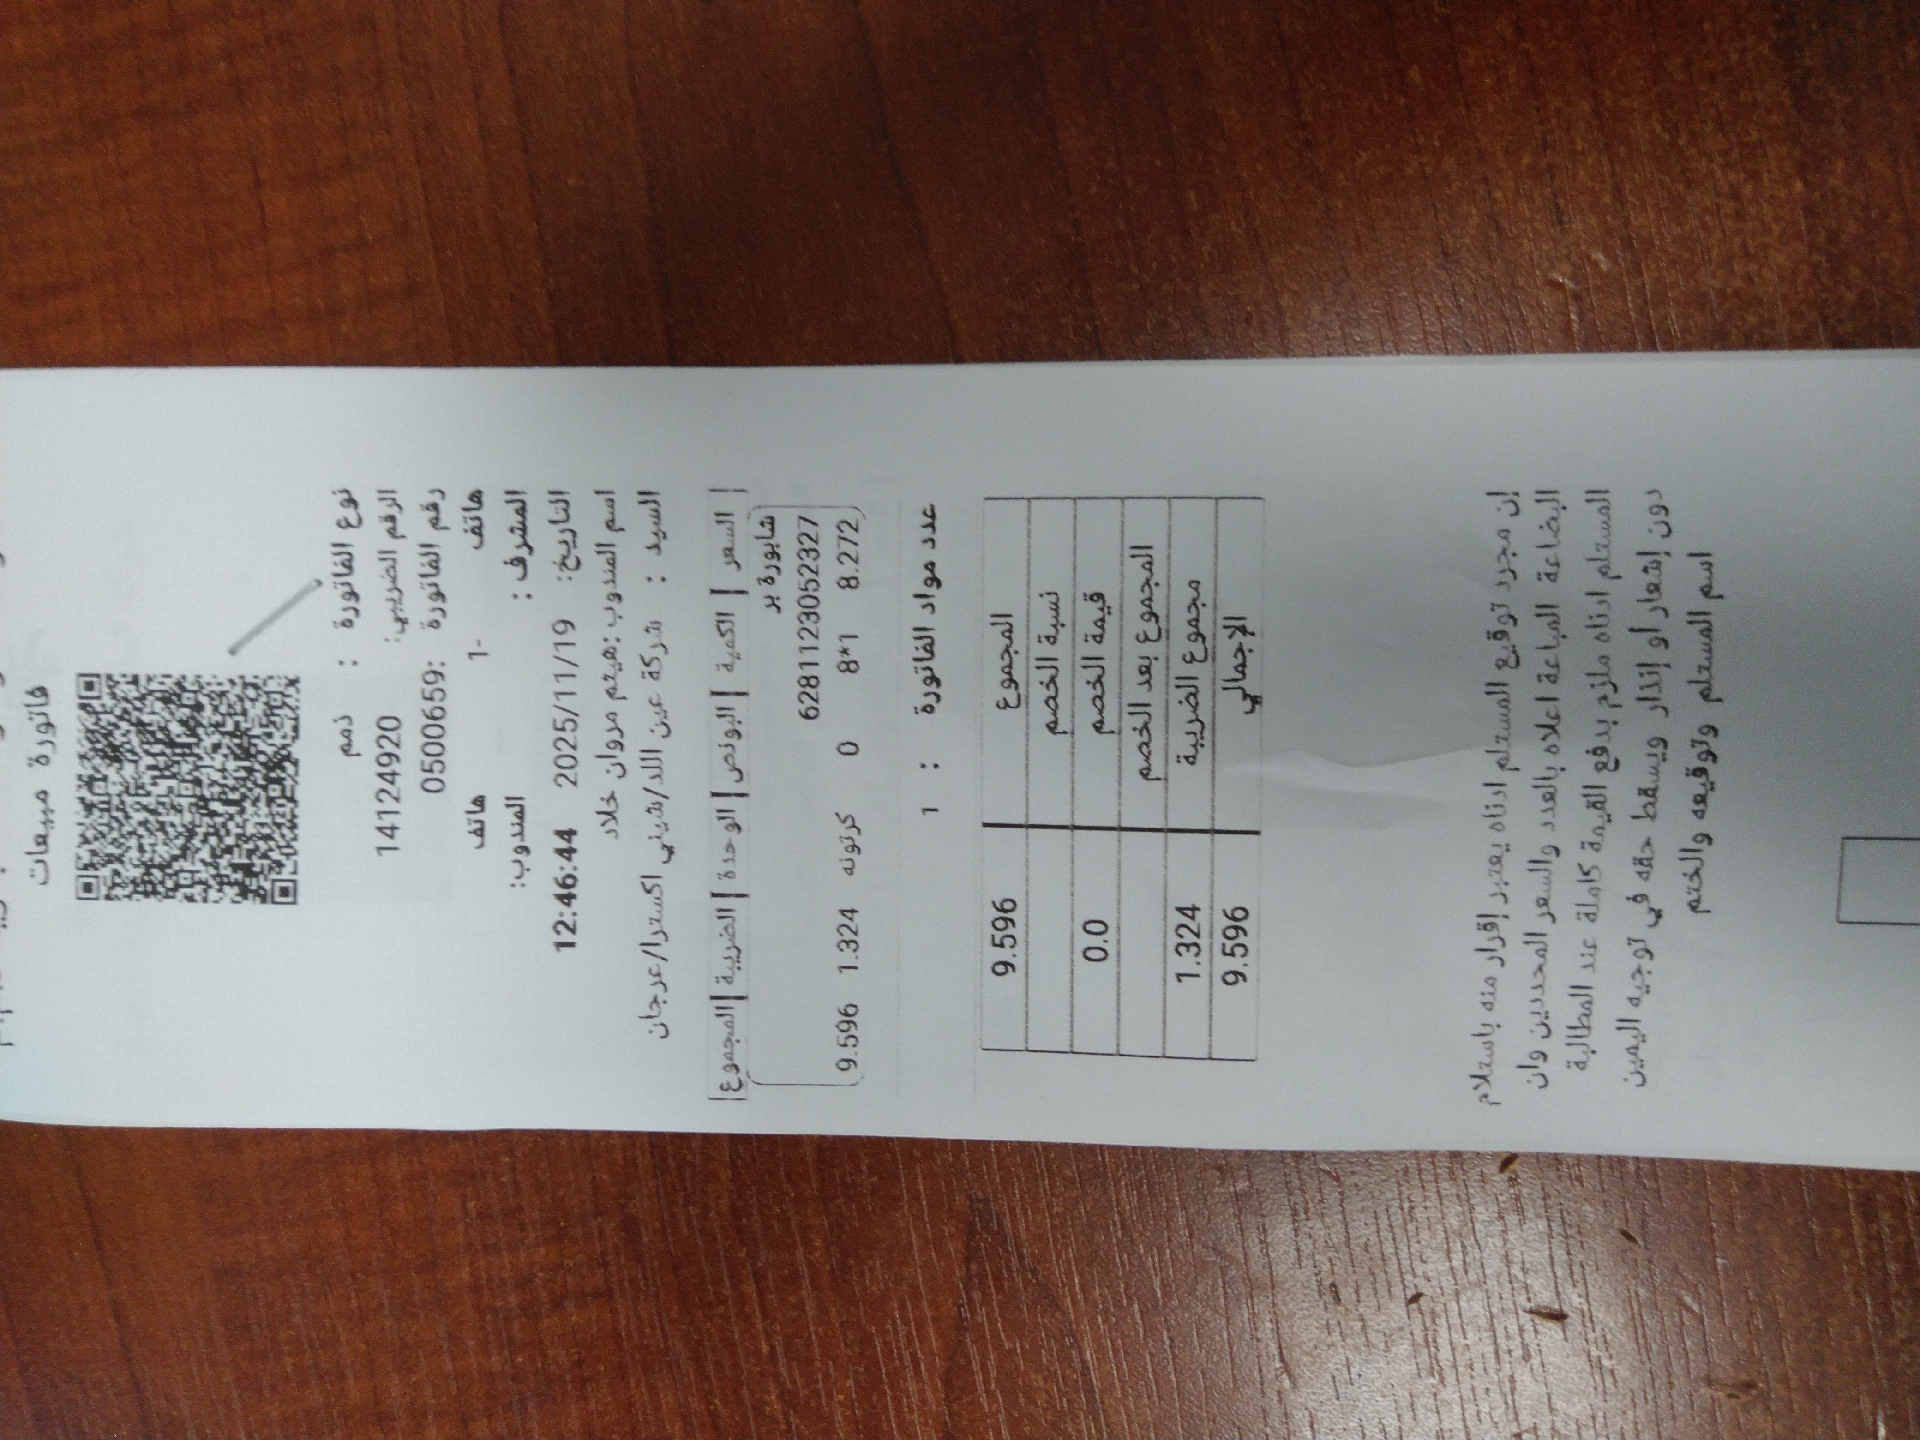 فاتورة مبيعات
نوع الفاتورة : ذمم
الرقم الضريبي: 14124920
رقم الفاتورة :0500659
هاتف -1 هاتف
المشرف : المندوب:
التاريخ: 2025/11/19 12:46:44
اسم المندوب :هيثم مروان خلاد
السيد : شركة عين اللد/شيني اكسترا/عرجان
| السعر | الكمية | البونص | الوحدة | الضريبة | المجموع |
شابورة بر
6281123052327
8.272 8*1 0 كرتونه 1.324 9.596
عدد مواد الفاتورة : 1
المجموع 9.596
نسبة الخصم
قيمة الخصم 0.0
المجموع بعد الخصم
مجموع الضريبة 1.324
الإجمالي 9.596
إن مجرد توقيع المستلم ادناه يعتبر إقرار منه باستلام
البضاعة المباعة اعلاه بالعدد والسعر المحددين وان
المستلم ادناه ملزم بدفع القيمة كاملة عند المطالبة
دون إشعار او إنذار ويسقط حقه في توجيه اليمين
اسم المستلم وتوقيعه والختم